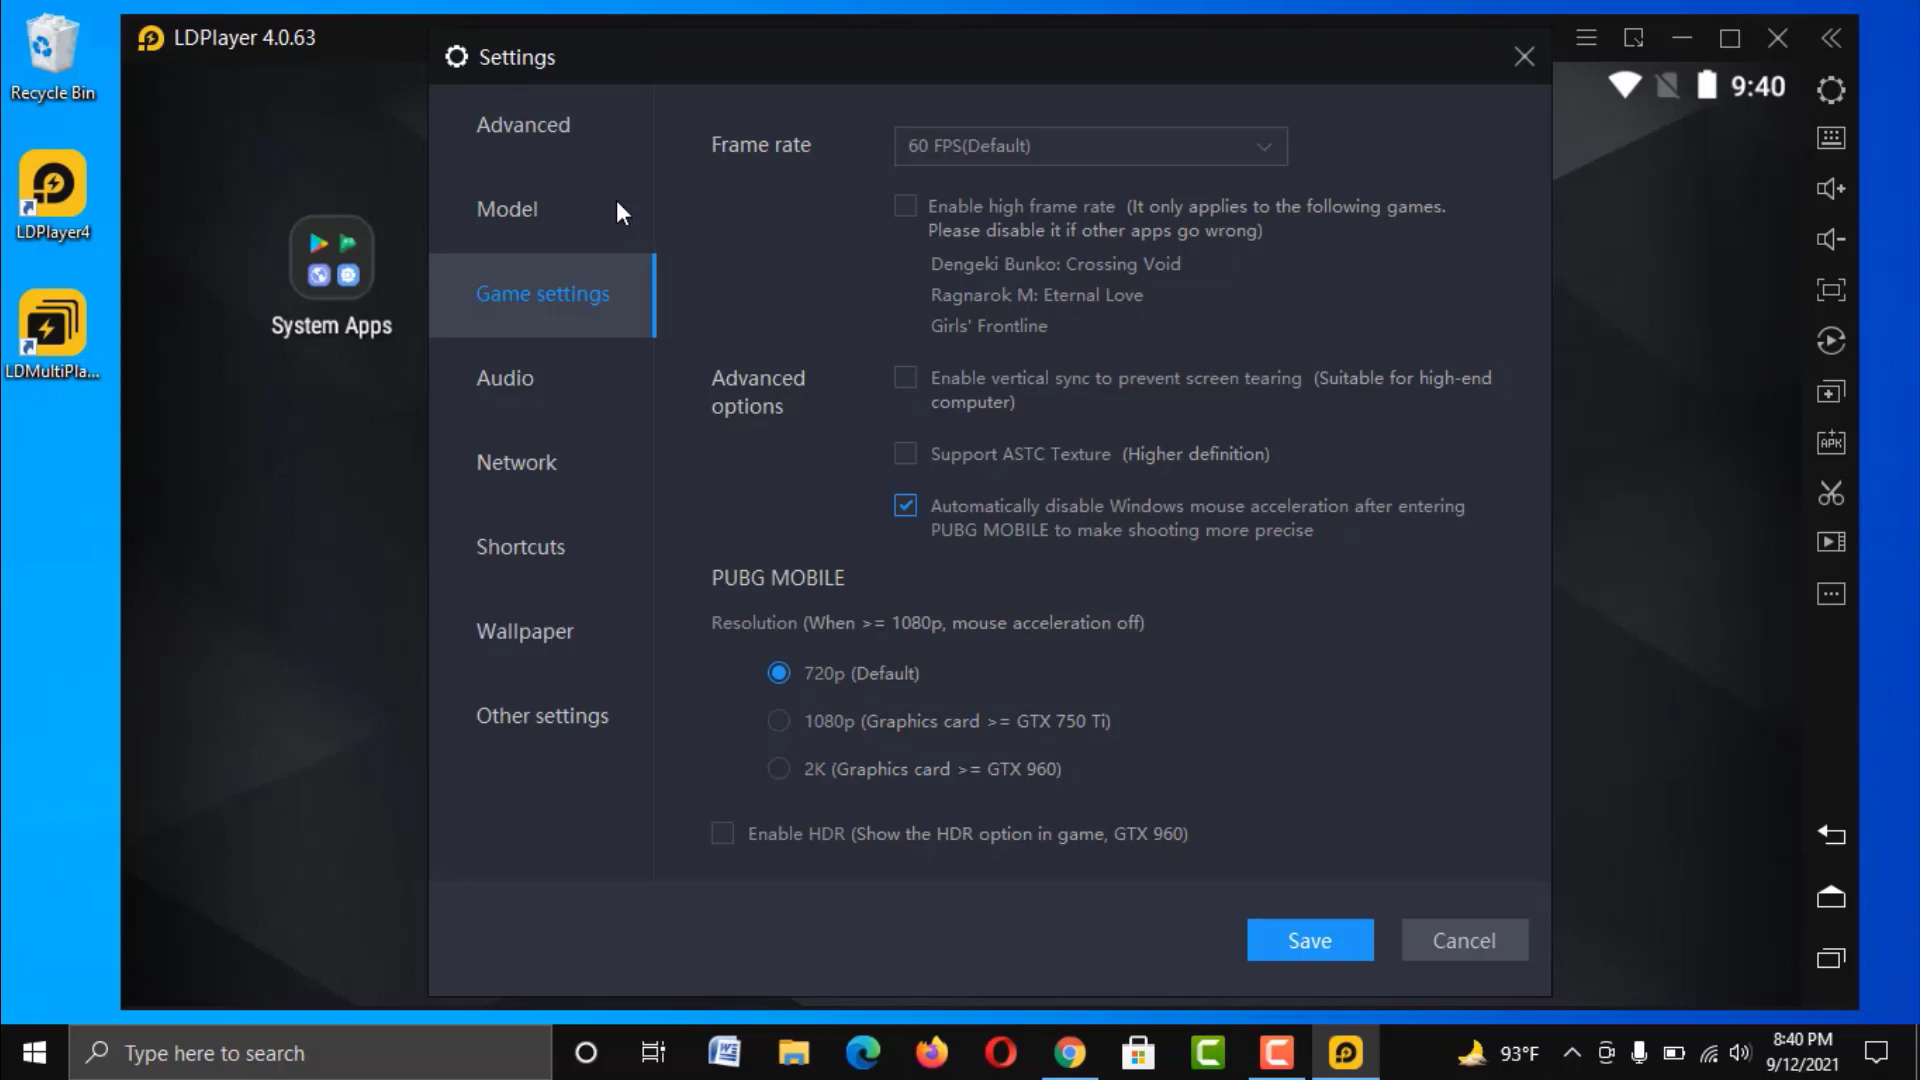 Recycle Bin
LDPlayer4
LDMultiPla...
LDPlayer 4.0.63
9:40
System Apps
Settings
Advanced
Model
Game settings
Audio
Network
Shortcuts
Wallpaper
Other settings
Frame rate
60 FPS(Default)
Enable high frame rate (It only applies to the following games.
Please disable it if other apps go wrong)
Dengeki Bunko: Crossing Void
Ragnarok M: Eternal Love
Girls' Frontline
Advanced
options
Enable vertical sync to prevent screen tearing (Suitable for high-end
computer)
Support ASTC Texture (Higher definition)
Automatically disable Windows mouse acceleration after entering
PUBG MOBILE to make shooting more precise
PUBG MOBILE
Resolution (When >= 1080p, mouse acceleration off)
720p (Default)
1080p (Graphics card >= GTX 750 Ti)
2K (Graphics card >= GTX 960)
Enable HDR (Show the HDR option in game, GTX 960)
Save
Cancel
APK
Type here to search
93°F
8:40 PM
9/12/2021